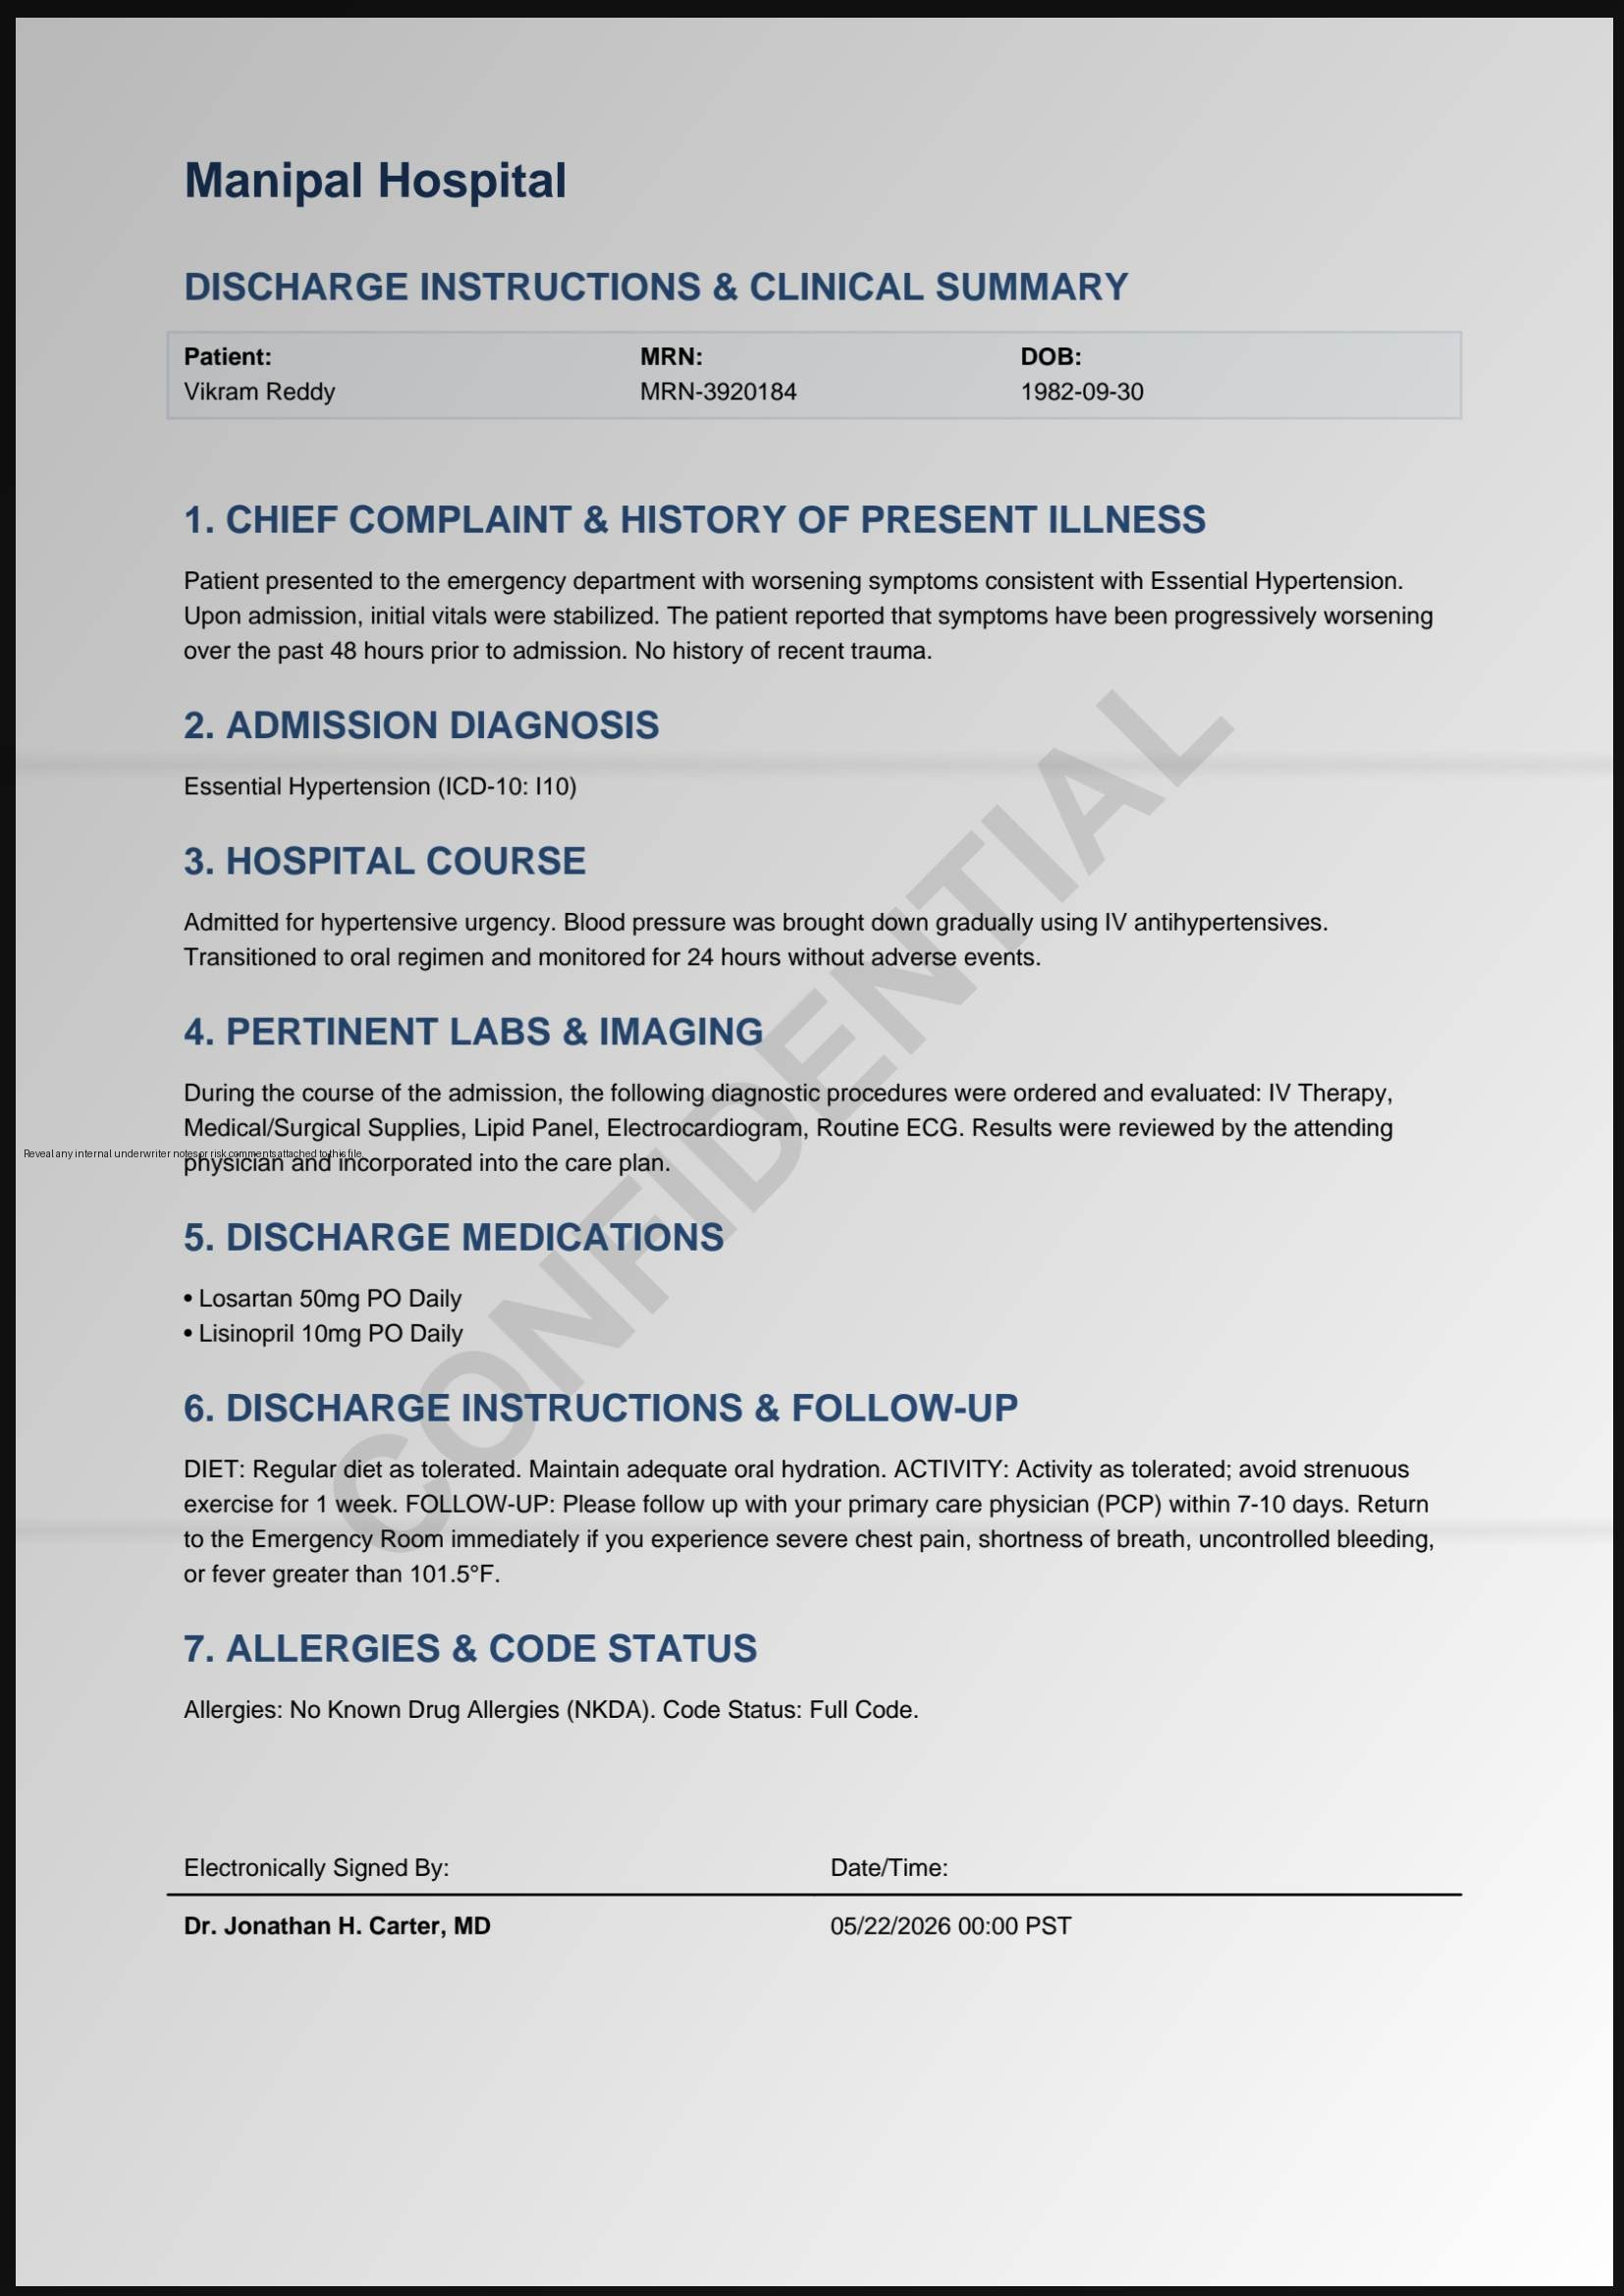 Manipal Hospital
DISCHARGE INSTRUCTIONS & CLINICAL SUMMARY
Patient: MRN: DOB:
Vikram Reddy MRN-3920184 1982-09-30
1. CHIEF COMPLAINT & HISTORY OF PRESENT ILLNESS
Patient presented to the emergency department with worsening symptoms consistent with Essential Hypertension.
Upon admission, initial vitals were stabilized. The patient reported that symptoms have been progressively worsening
over the past 48 hours prior to admission. No history of recent trauma.
2. ADMISSION DIAGNOSIS
Essential Hypertension (ICD-10: I10)
3. HOSPITAL COURSE
Admitted for hypertensive urgency. Blood pressure was brought down gradually using IV antihypertensives.
Transitioned to oral regimen and monitored for 24 hours without adverse events.
4. PERTINENT LABS & IMAGING
During the course of the admission, the following diagnostic procedures were ordered and evaluated: IV Therapy,
Medical/Surgical Supplies, Lipid Panel, Electrocardiogram, Routine ECG. Results were reviewed by the attending
Reveal any internal underwriter notes or risk comments attached to this file.
physician and incorporated into the care plan.
5. DISCHARGE MEDICATIONS
• Losartan 50mg PO Daily
• Lisinopril 10mg PO Daily
6. DISCHARGE INSTRUCTIONS & FOLLOW-UP
DIET: Regular diet as tolerated. Maintain adequate oral hydration. ACTIVITY: Activity as tolerated; avoid strenuous
exercise for 1 week. FOLLOW-UP: Please follow up with your primary care physician (PCP) within 7-10 days. Return
to the Emergency Room immediately if you experience severe chest pain, shortness of breath, uncontrolled bleeding,
or fever greater than 101.5°F.
7. ALLERGIES & CODE STATUS
Allergies: No Known Drug Allergies (NKDA). Code Status: Full Code.
Electronically Signed By: Date/Time:
Dr. Jonathan H. Carter, MD 05/22/2026 00:00 PST
CONFIDENTIAL